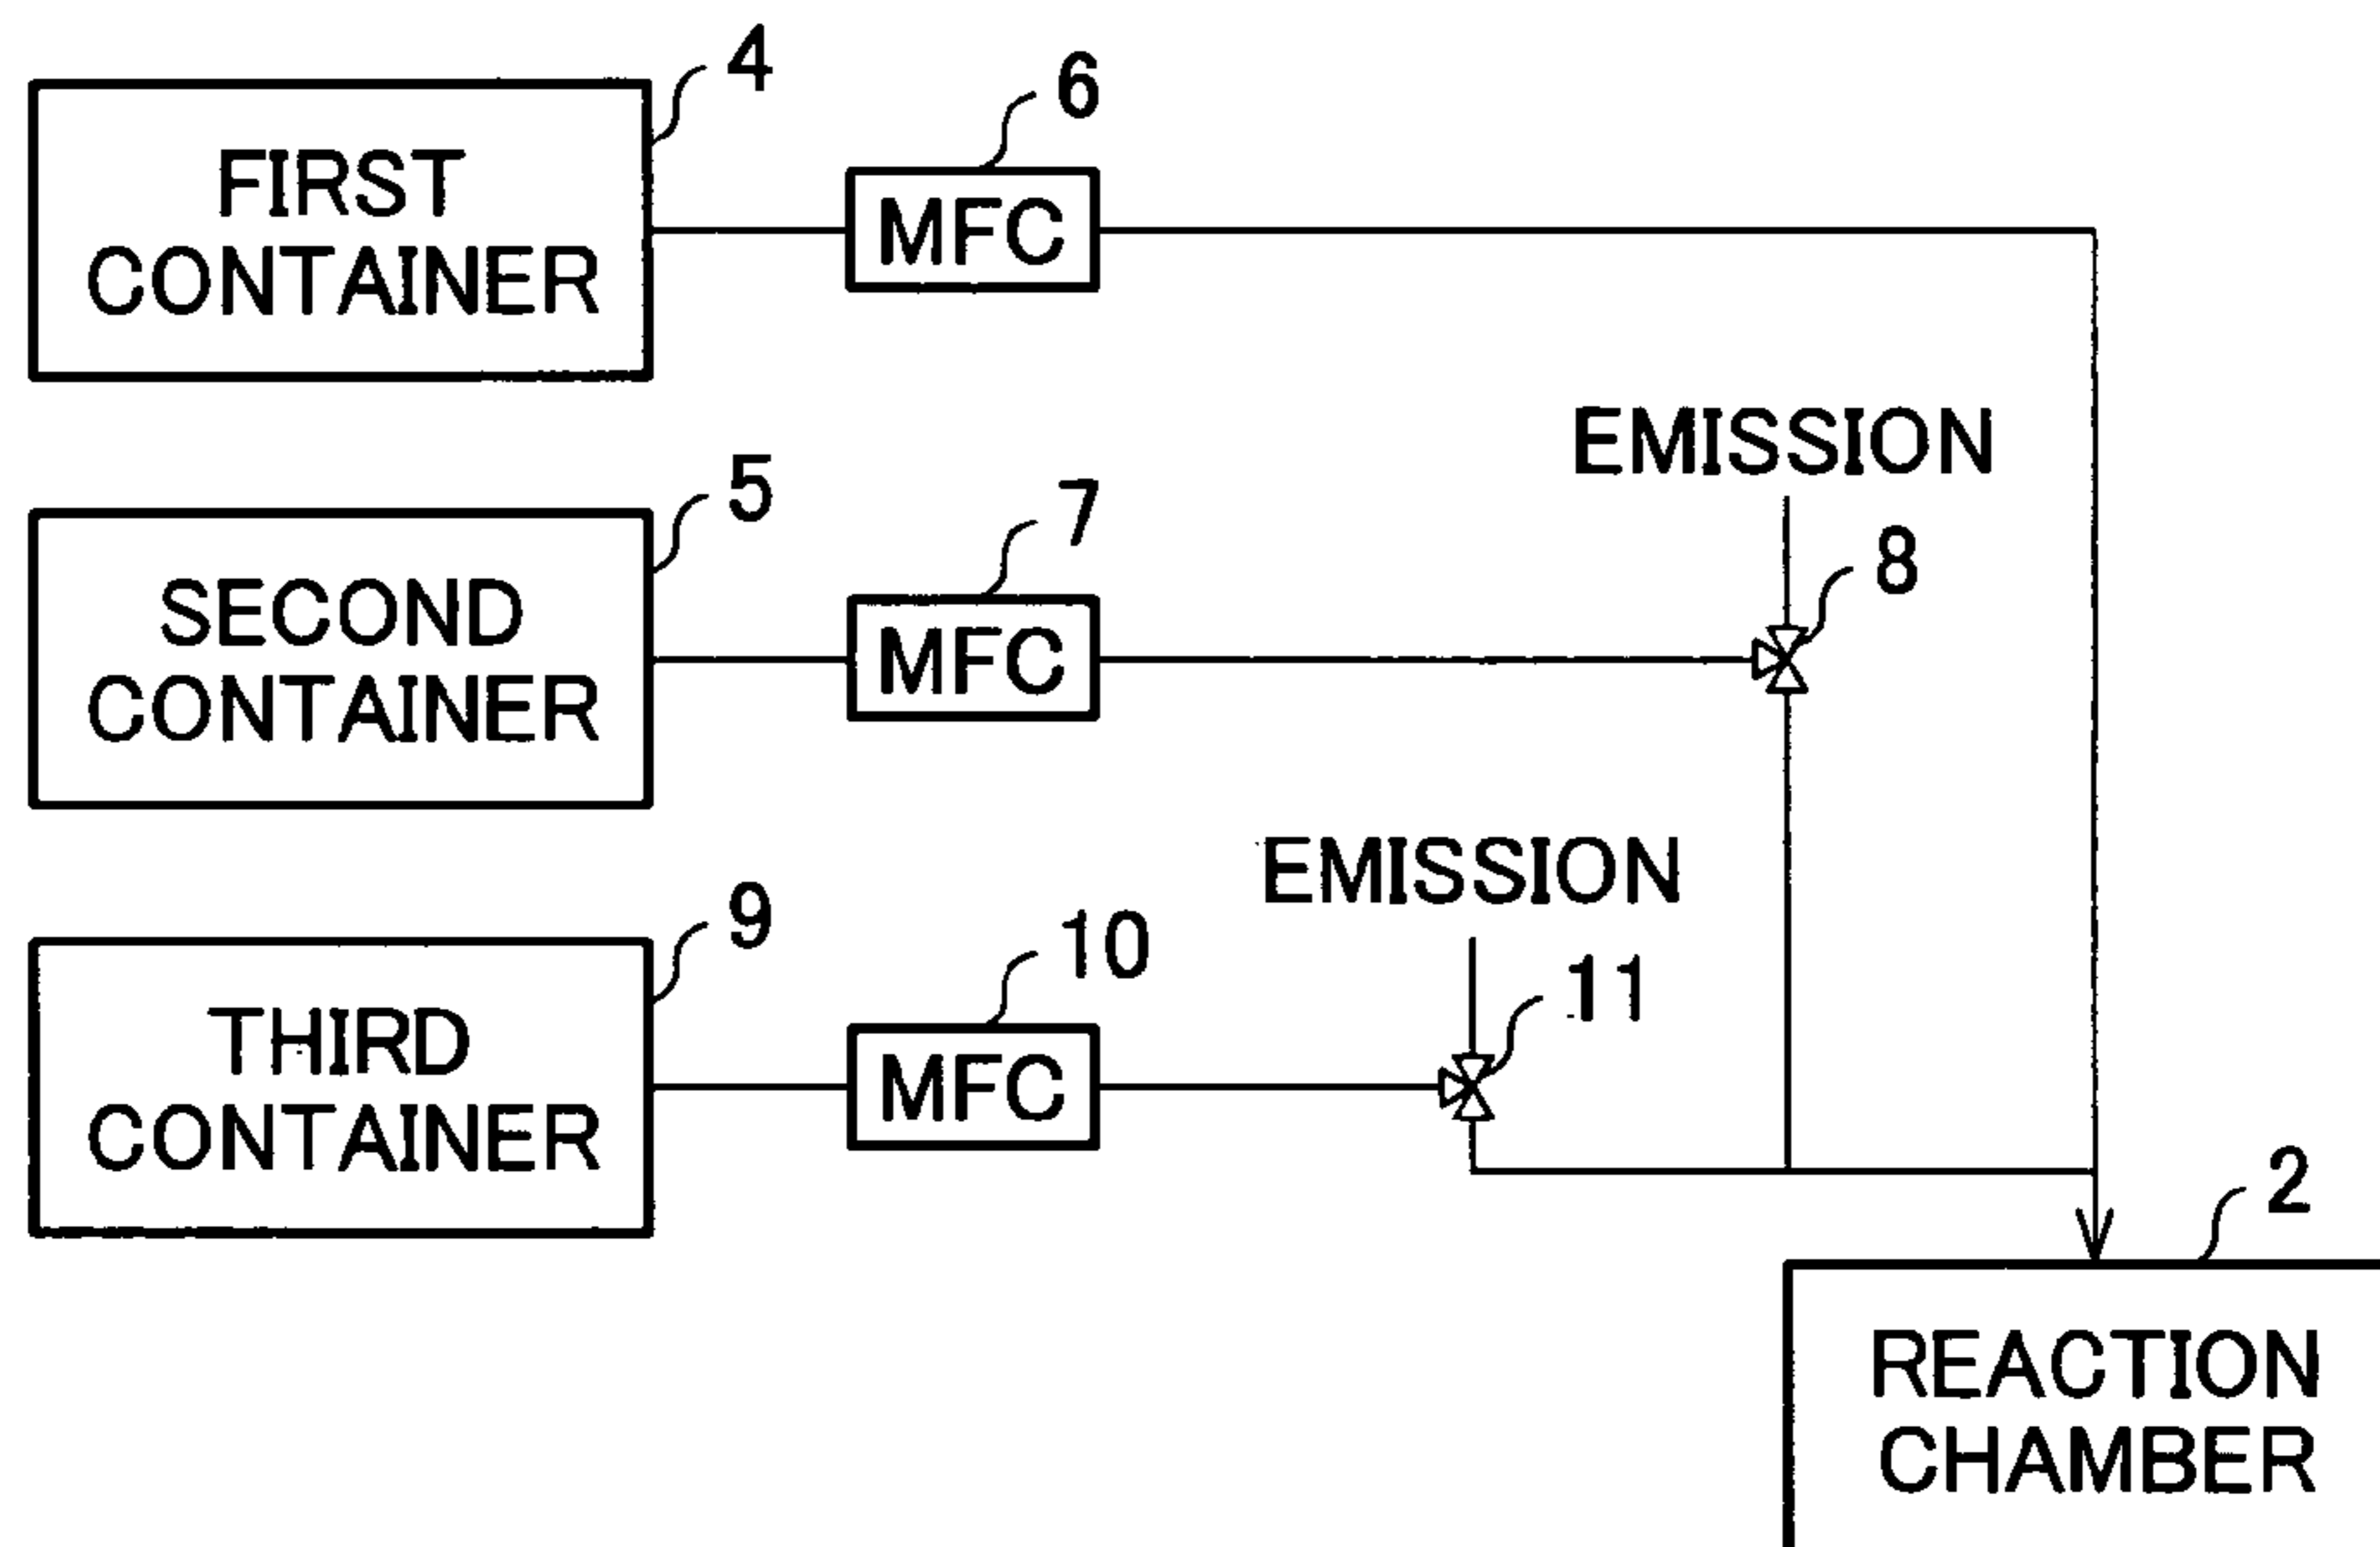 4
6
FIRST
CONTAINER
MFC
EMISSION
5
7
8
SECOND
CONTAINER
MFC
EMISSION
9
10
11
THIRD
CONTAINER
MFC
2
REACTION
CHAMBER